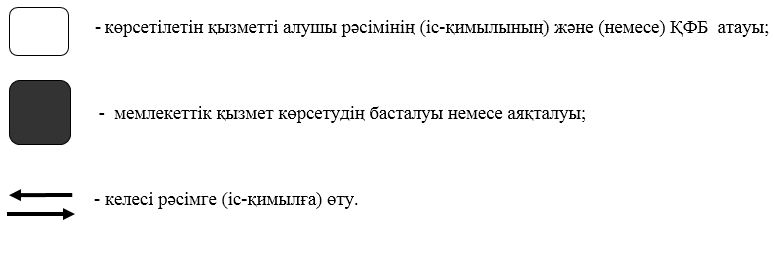 - көрсетілетін қызметті алушы рәсімінің (іс-қимылының) және (немесе) ҚФБ атауы;
- мемлекеттік қызмет көрсетудің басталуы немесе аяқталуы;
- келесі рәсімге (іс-қимылға) өту.